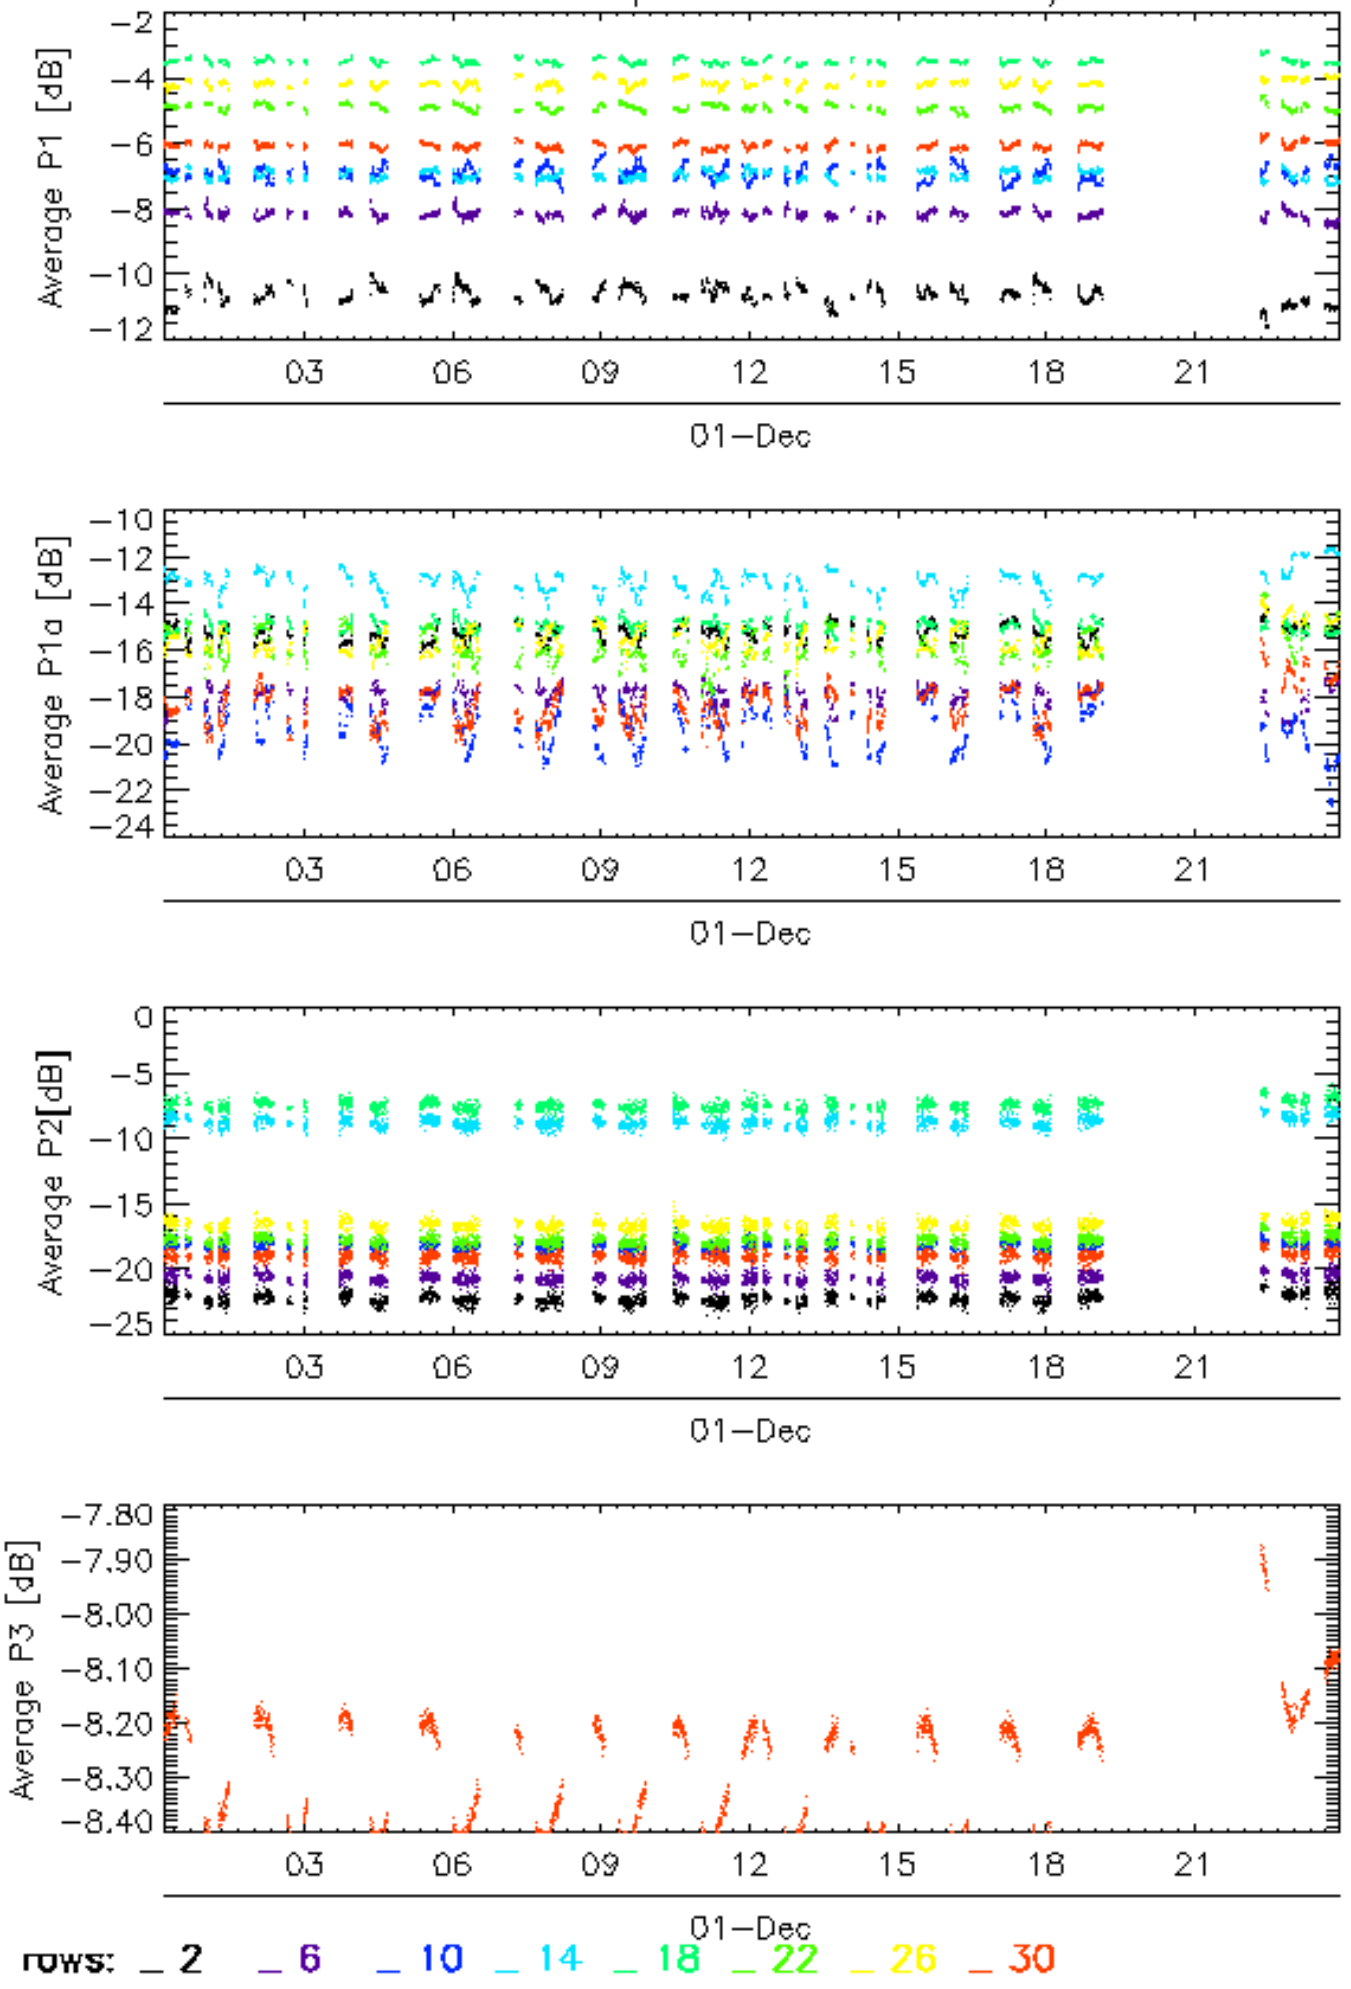 -2
-4
-6
-8
-10
-12
Average P1 [dB]
03 06 09 12 15 18 21
01-Dec
-10
-12
-14
-16
-18
-20
-22
-24
Average P1a [dB]
03 06 09 12 15 18 21
01-Dec
0
-5
-10
-15
-20
-25
Average P2[dB]
03 06 09 12 15 18 21
01-Dec
-7.80
-7.90
-8.00
-8.10
-8.20
-8.30
-8.40
Average P3 [dB]
03 06 09 12 15 18 21
01-Dec
rows: _ 2 _ 6 _ 10 _ 14 _ 18 _ 22 _ 26 _ 30